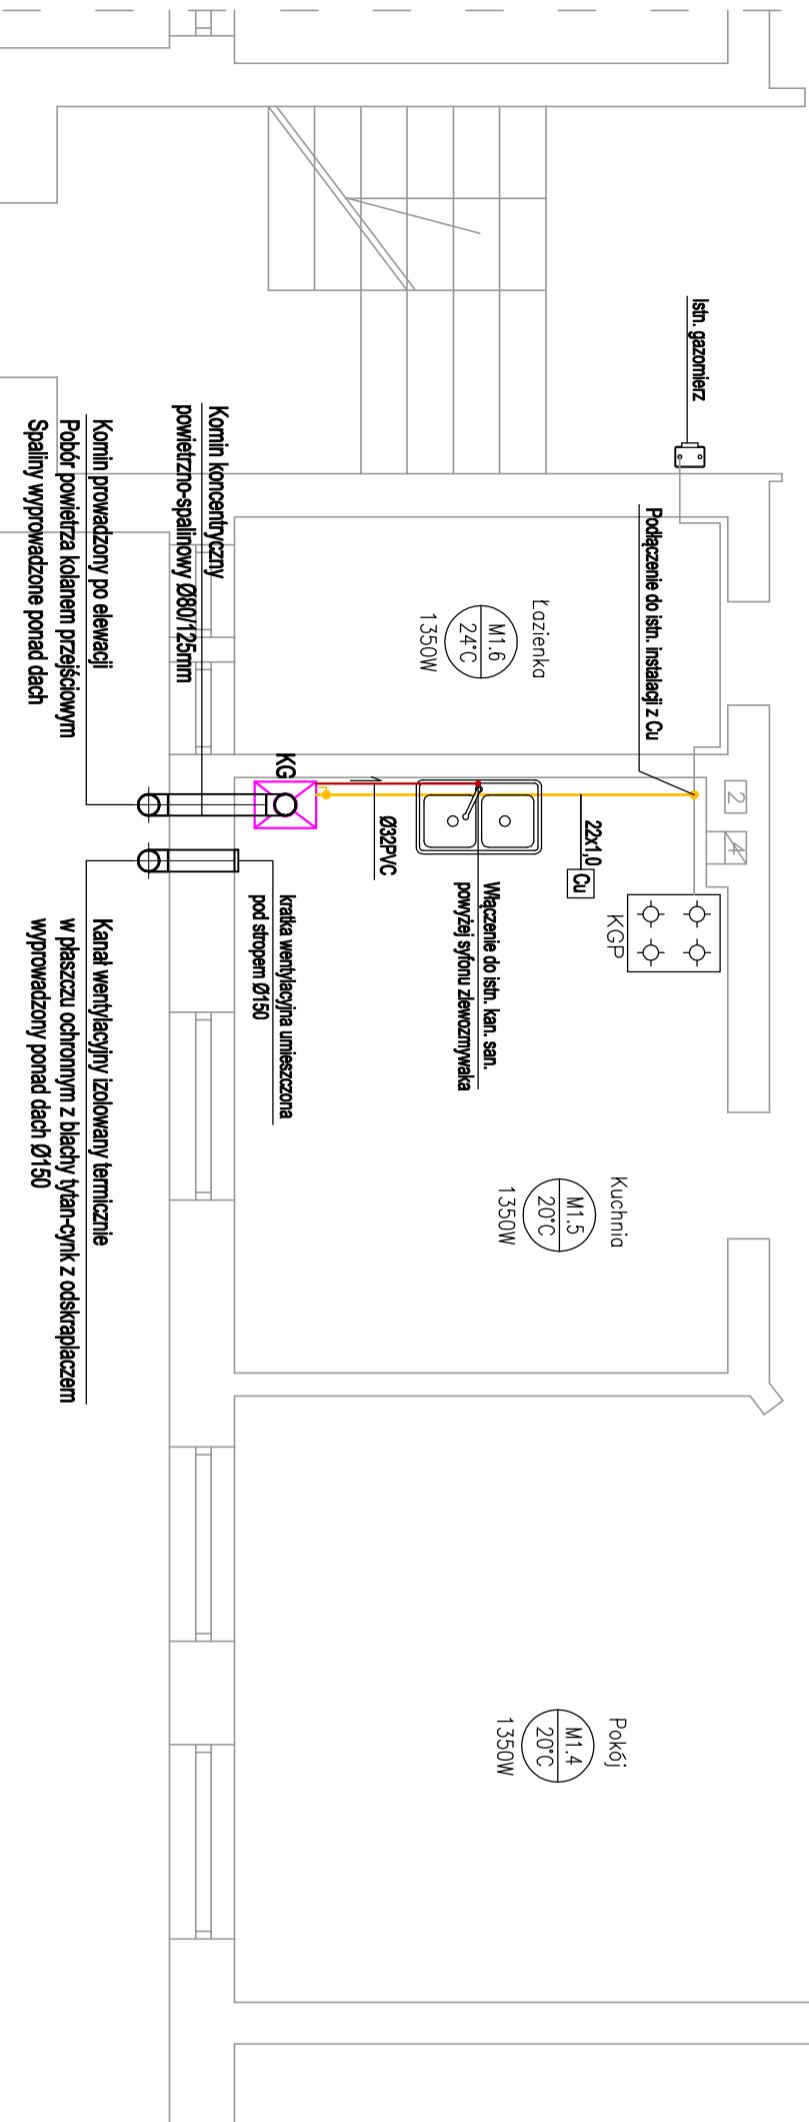 Istn. gazomierz
Podłączenie do istn. instalacji z Cu
Łazienka
M1.6
24°C
1350W
Komin koncentryczny
powietrzno-spalinowy Ø80/125mm
Komin prowadzony po elewacji
Pobór powietrza kolanem przejściowym
Spaliny wyprowadzone ponad dach
KG
Ø32PVC
22x1,0 Cu
2
4
KGP
Włączenie do istn. kan. san.
powyżej syfonu zlewozmywaka
kratka wentylacyjna umieszczona
pod stropem Ø150
Kanał wentylacyjny izolowany termicznie
w płaszczu ochronnym z blachy tytan-cynk z odskraplaczem
wyprowadzony ponad dach Ø150
Kuchnia
M1.5
20°C
1350W
Pokój
M1.4
20°C
1350W